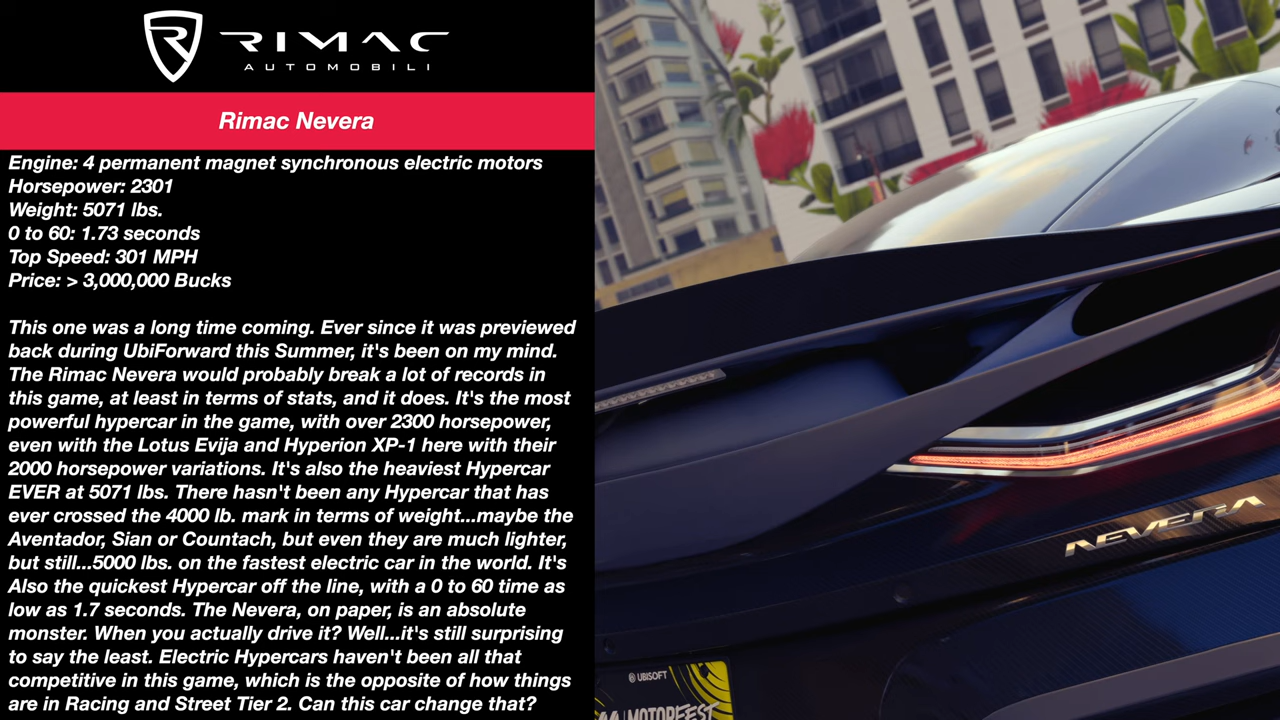 RIMAC
AUTOMOBILI
Rimac Nevera
Engine: 4 permanent magnet synchronous electric motors
Horsepower: 2301
Weight: 5071 lbs.
0 to 60: 1.73 seconds
Top Speed: 301 MPH
Price: > 3,000,000 Bucks
This one was a long time coming. Ever since it was previewed
back during UbiForward this Summer, it's been on my mind.
The Rimac Nevera would probably break a lot of records in
this game, at least in terms of stats, and it does. It's the most
powerful hypercar in the game, with over 2300 horsepower,
even with the Lotus Evija and Hyperion XP-1 here with their
2000 horsepower variations. It's also the heaviest Hypercar
EVER at 5071 lbs. There hasn't been any Hypercar that has
ever crossed the 4000 lb. mark in terms of weight...maybe the
Aventador, Sian or Countach, but even they are much lighter,
but still...5000 lbs. on the fastest electric car in the world. It's
Also the quickest Hypercar off the line, with a 0 to 60 time as
low as 1.7 seconds. The Nevera, on paper, is an absolute
monster. When you actually drive it? Well...it's still surprising
to say the least. Electric Hypercars haven't been all that
competitive in this game, which is the opposite of how things
are in Racing and Street Tier 2. Can this car change that?
NEVERA
UBISOFT
MOTORFEST